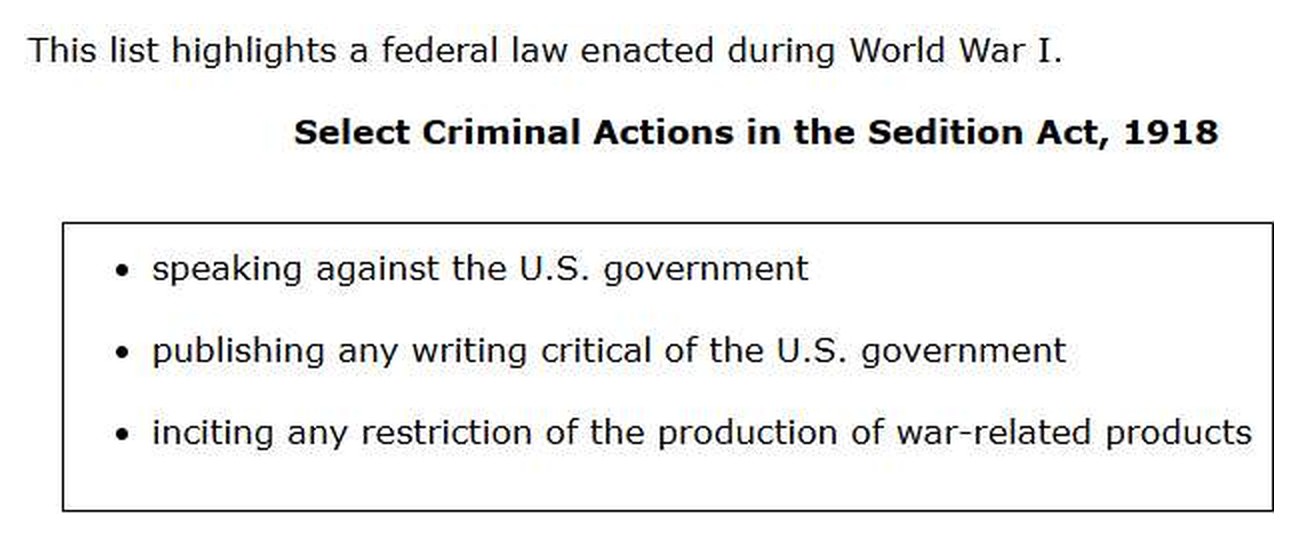 This list highlights a federal law enacted during World War I.
Select Criminal Actions in the Sedition Act, 1918
• speaking against the U.S. government
• publishing any writing critical of the U.S. government
• inciting any restriction of the production of war-related products